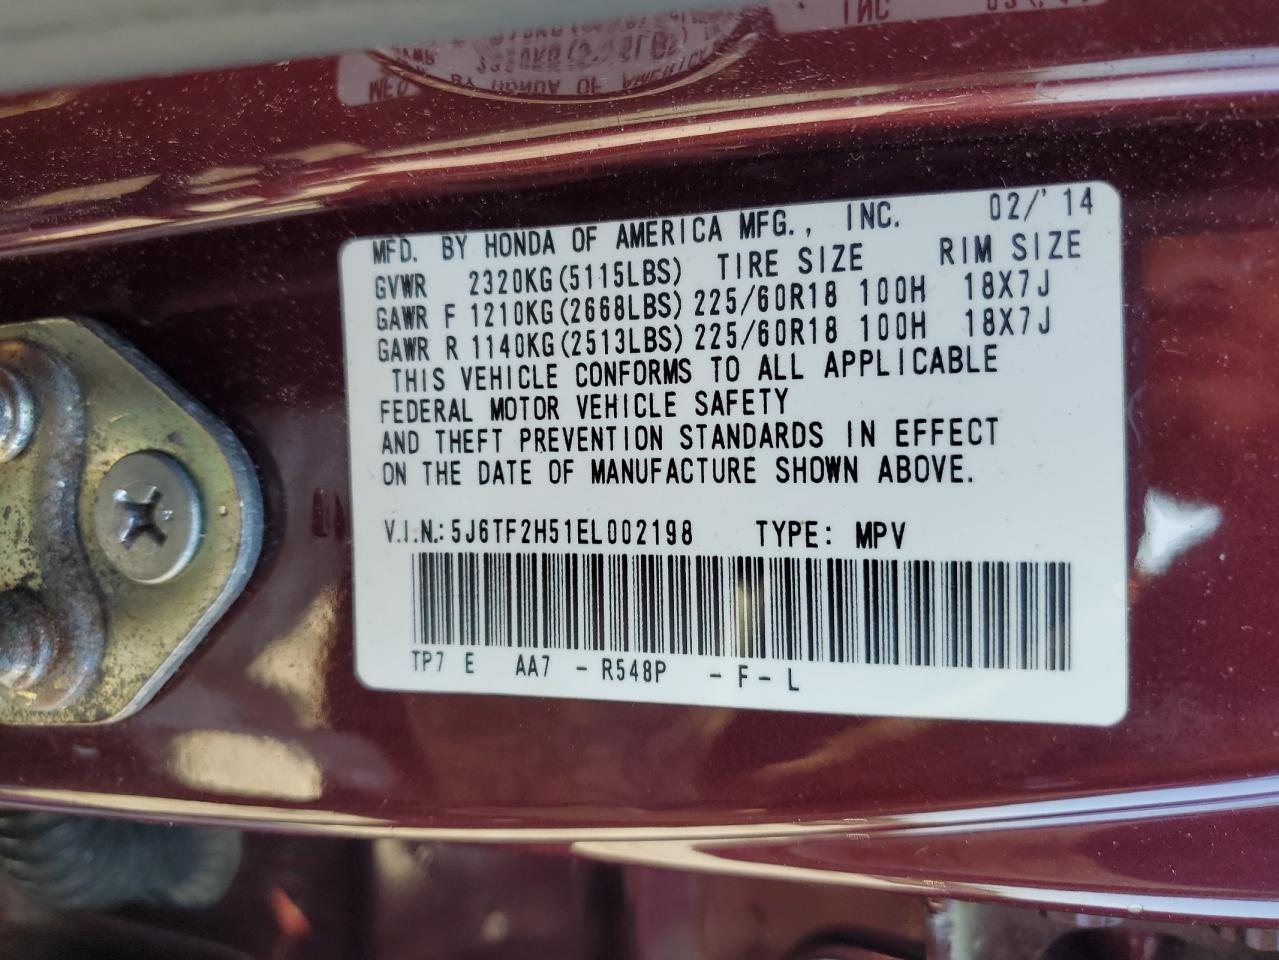 MFD. BY HONDA OF AMERICA MFG., INC. 02/'14
GVWR 2320KG(5115LBS) TIRE SIZE RIM SIZE
GAWR F 1210KG(2668LBS) 225/60R18 100H 18X7J
GAWR R 1140KG(2513LBS) 225/60R18 100H 18X7J
THIS VEHICLE CONFORMS TO ALL APPLICABLE
FEDERAL MOTOR VEHICLE SAFETY
AND THEFT PREVENTION STANDARDS IN EFFECT
ON THE DATE OF MANUFACTURE SHOWN ABOVE.
V.I.N.: 5J6TF2H51EL002198 TYPE: MPV
TP7 E AA7 - R548P - F - L